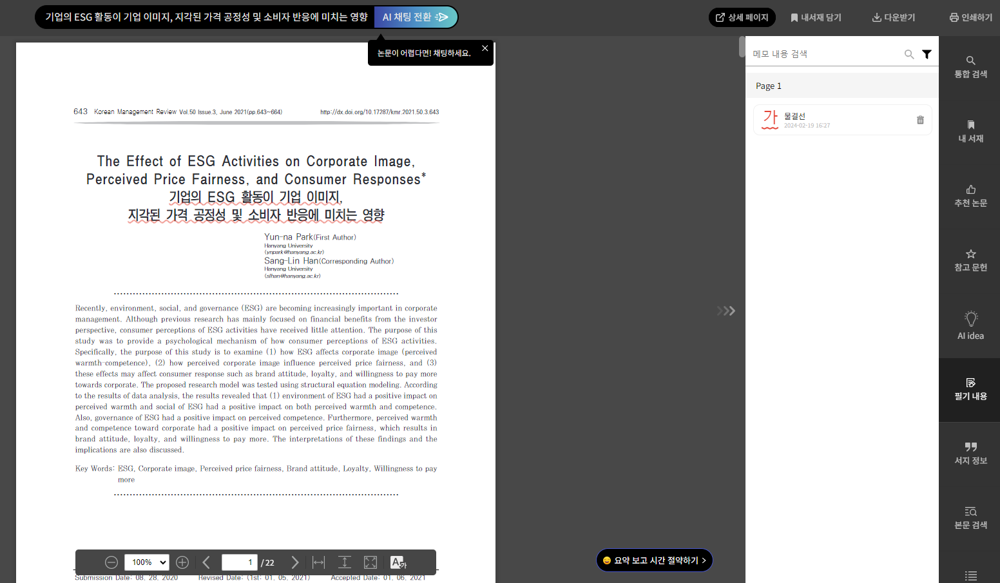 기업의 ESG 활동이 기업 이미지, 지각된 가격 공정성 및 소비자 반응에 미치는 영향
AI 채팅 전환
상세 페이지
내서재 담기
다운받기
인쇄하기
논문이 어렵다면! 채팅하세요.
643 Korean Management Review Vol.50 Issue.3, June 2021(pp.643~664)
http://dx.doi.org/10.17287/kmr.2021.50.3.643
The Effect of ESG Activities on Corporate Image,
Perceived Price Fairness, and Consumer Responses*
기업의 ESG 활동이 기업 이미지,
지각된 가격 공정성 및 소비자 반응에 미치는 영향
Yun-na Park(First Author)
Hanyang University
(ynpark@hanyang.ac.kr)
Sang-Lin Han(Corresponding Author)
Hanyang University
(slhan@hanyang.ac.kr)
Recently, environment, social, and governance (ESG) are becoming increasingly important in corporate
management. Although previous research has mainly focused on financial benefits from the investor
perspective, consumer perceptions of ESG activities have received little attention. The purpose of this
study was to provide a psychological mechanism of how consumer perceptions of ESG activities.
Specifically, the purpose of this study is to examine (1) how ESG affects corporate image (perceived
warmth-competence), (2) how perceived corporate image influence perceived price fairness, and (3)
these effects may affect consumer response such as brand attitude, loyalty, and willingness to pay more
towards corporate. The proposed research model was tested using structural equation modeling. According
to the results of data analysis, the results revealed that (1) environment of ESG had a positive impact on
perceived warmth and social of ESG had a positive impact on both perceived warmth and competence.
Also, governance of ESG had a positive impact on perceived competence. Furthermore, perceived warmth
and competence toward corporate had a positive impact on perceived price fairness, which results in
brand attitude, loyalty, and willingness to pay more. The interpretations of these findings and the
implications are also discussed.
Key Words: ESG, Corporate image, Perceived price fairness, Brand attitude, Loyalty, Willingness to pay
more
100%
1
/ 22
A가
Submission Date: 08. 28. 2020
Revised Date: (1st: 01. 05. 2021)
Accepted Date: 01. 06. 2021
요약 보고 시간 절약하기 >
메모 내용 검색
Page 1
가
물결선
2024-02-19 16:27
통합 검색
내 서재
추천 논문
참고 문헌
AI idea
필기 내용
서지 정보
본문 검색